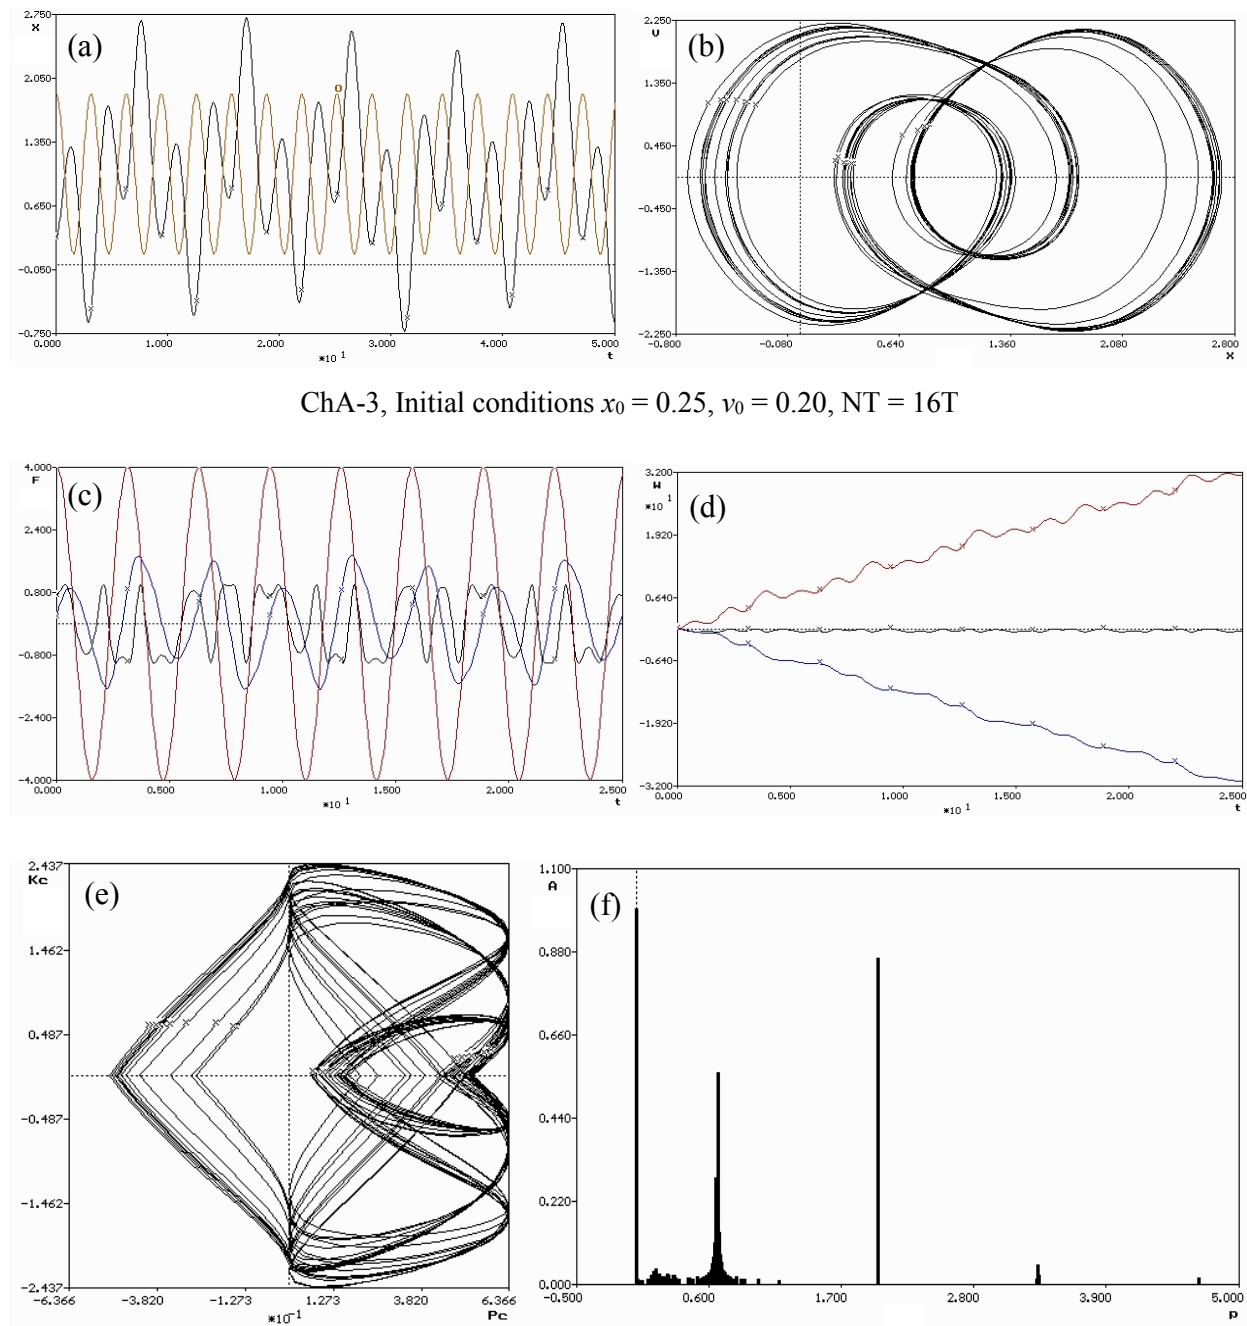 2.750
X
(a)
2.050
1.350
0.650
-0.050
-0.750
0.000 1.000 2.000 3.000 4.000 5.000
*10 1 t
2.250
υ
(b)
1.350
0.450
-0.450
-1.350
-2.250
-0.800 -0.080 0.640 1.360 2.080 2.800
X
ChA-3, Initial conditions x0 = 0.25, v0 = 0.20, NT = 16T
4.000
F
(c)
2.400
0.800
-0.800
-2.400
-4.000
0.000 0.500 1.000 1.500 2.000 2.500
*10 1 t
3.200
W
*10 1
(d)
1.920
0.640
-0.640
-1.920
-3.200
0.000 0.500 1.000 1.500 2.000 2.500
*10 1 t
2.437
Kc
(e)
1.462
0.487
-0.487
-1.462
-2.437
-6.366 -3.820 -1.273 1.273 3.820 6.366
*10-1 Pc
1.100
A
(f)
0.880
0.660
0.440
0.220
0.000
-0.500 0.600 1.700 2.800 3.900 5.000
p